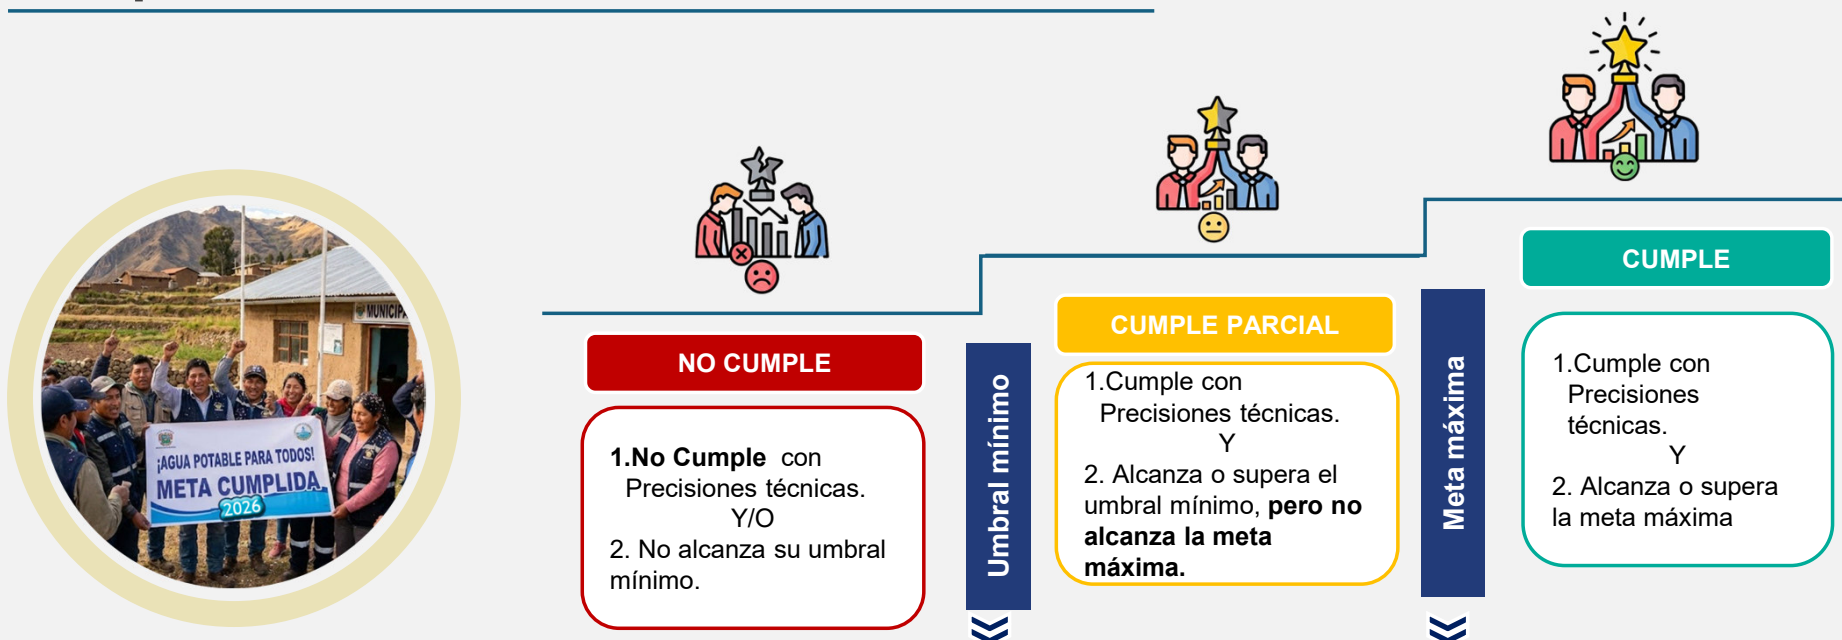 MUNICIPA
¡AGUA POTABLE PARA TODOS!
META CUMPLIDA
2026
NO CUMPLE
1.No Cumple con
Precisiones técnicas.
Y/O
2. No alcanza su umbral
mínimo.
Umbral mínimo
CUMPLE PARCIAL
1.Cumple con
Precisiones técnicas.
Y
2. Alcanza o supera el
umbral mínimo, pero no
alcanza la meta
máxima.
Meta máxima
CUMPLE
1.Cumple con
Precisiones
técnicas.
Y
2. Alcanza o supera
la meta máxima